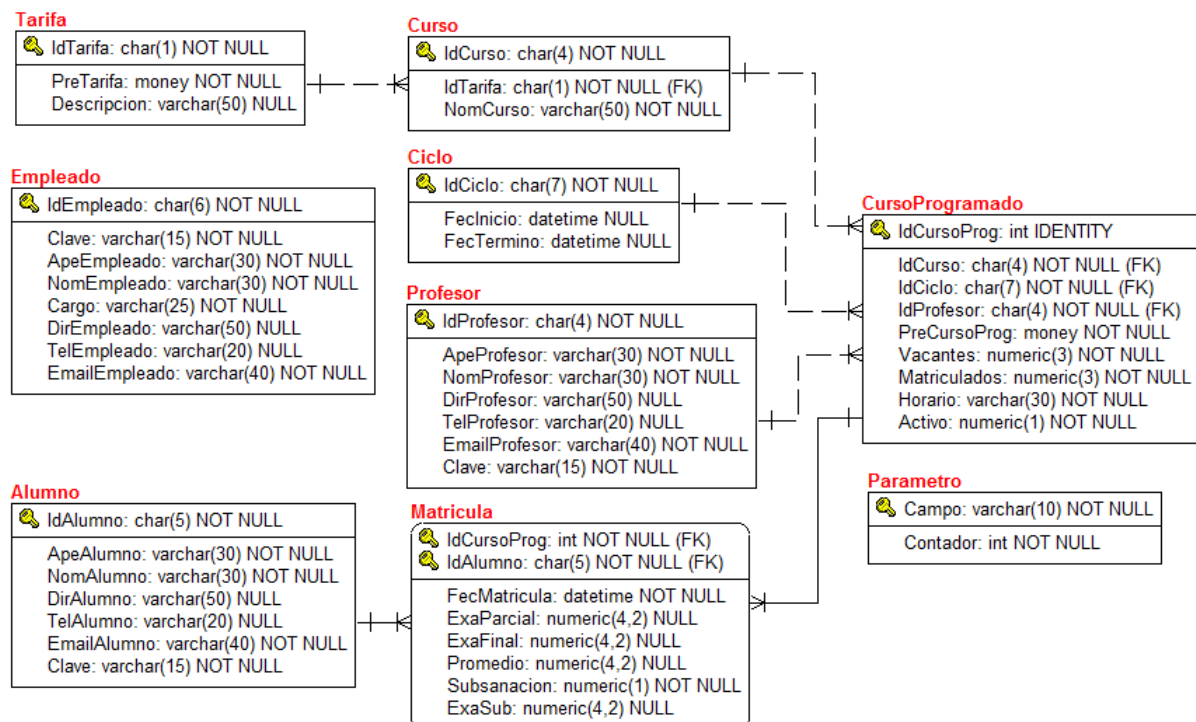 Tarifa
IdTarifa: char(1) NOT NULL
PreTarifa: money NOT NULL
Descripcion: varchar(50) NULL
Curso
IdCurso: char(4) NOT NULL
IdTarifa: char(1) NOT NULL (FK)
NomCurso: varchar(50) NOT NULL
Empleado
IdEmpleado: char(6) NOT NULL
Clave: varchar(15) NOT NULL
ApeEmpleado: varchar(30) NOT NULL
NomEmpleado: varchar(30) NOT NULL
Cargo: varchar(25) NOT NULL
DirEmpleado: varchar(50) NULL
TelEmpleado: varchar(20) NULL
EmailEmpleado: varchar(40) NOT NULL
Ciclo
IdCiclo: char(7) NOT NULL
FecInicio: datetime NULL
FecTermino: datetime NULL
CursoProgramado
IdCursoProg: int IDENTITY
IdCurso: char(4) NOT NULL (FK)
IdCiclo: char(7) NOT NULL (FK)
IdProfesor: char(4) NOT NULL (FK)
PreCursoProg: money NOT NULL
Vacantes: numeric(3) NOT NULL
Matriculados: numeric(3) NOT NULL
Horario: varchar(30) NOT NULL
Activo: numeric(1) NOT NULL
Profesor
IdProfesor: char(4) NOT NULL
ApeProfesor: varchar(30) NOT NULL
NomProfesor: varchar(30) NOT NULL
DirProfesor: varchar(50) NULL
TelProfesor: varchar(20) NULL
EmailProfesor: varchar(40) NOT NULL
Clave: varchar(15) NOT NULL
Alumno
IdAlumno: char(5) NOT NULL
ApeAlumno: varchar(30) NOT NULL
NomAlumno: varchar(30) NOT NULL
DirAlumno: varchar(50) NULL
TelAlumno: varchar(20) NULL
EmailAlumno: varchar(40) NOT NULL
Clave: varchar(15) NOT NULL
Matricula
IdCursoProg: int NOT NULL (FK)
IdAlumno: char(5) NOT NULL (FK)
FecMatricula: datetime NOT NULL
ExaParcial: numeric(4,2) NULL
ExaFinal: numeric(4,2) NULL
Promedio: numeric(4,2) NULL
Subsanacion: numeric(1) NOT NULL
ExaSub: numeric(4,2) NULL
Parametro
Campo: varchar(10) NOT NULL
Contador: int NOT NULL